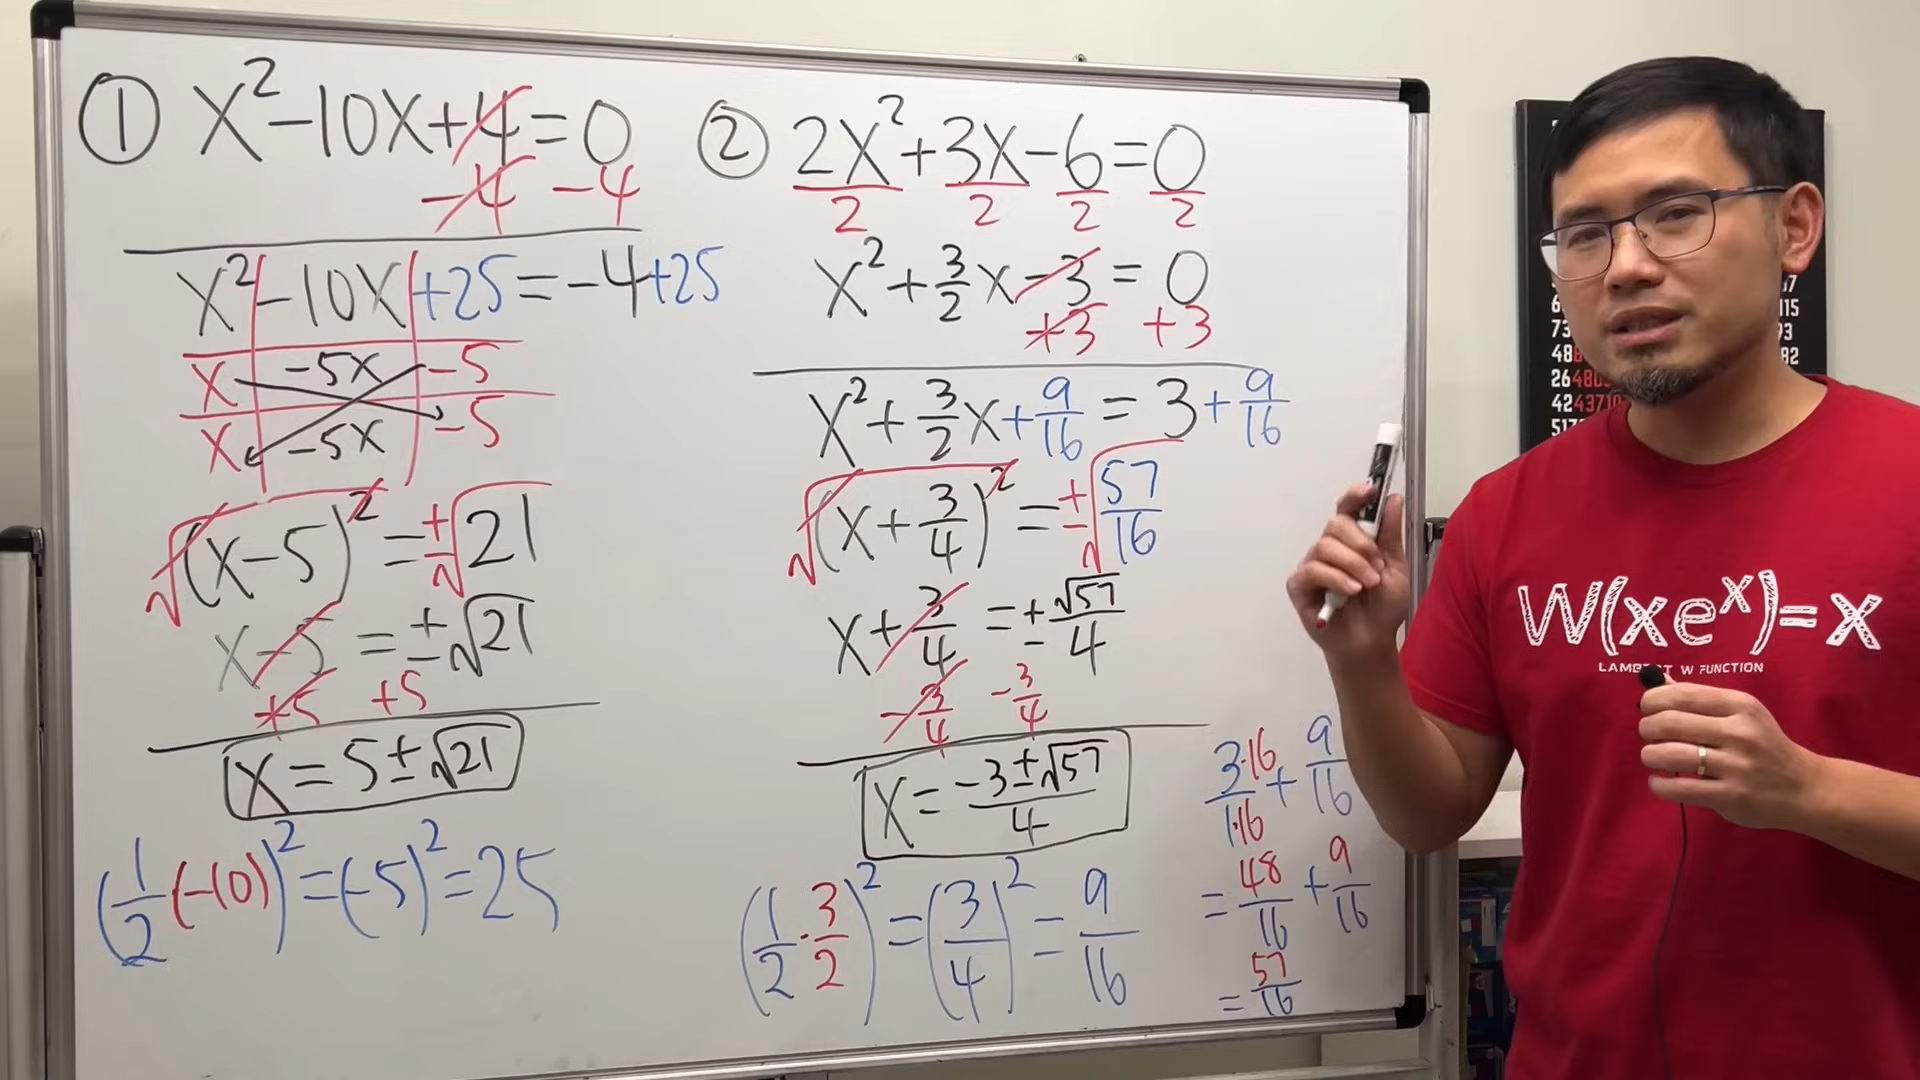 ① x²-10x+4=0
-4 -4
x²-10x+25=-4+25
x -5x -5
x -5x -5
√(x-5)²=±√21
x-5=±√21
+5 +5
x=5±√21
(1/2(-10))²=(-5)²=25
② 2x²+3x-6=0
2 2 2 2
x²+3/2x-3=0
+3 +3
x²+3/2x+9/16=3+9/16
√(x+3/4)²=±√57/16
x+3/4=±√57/4
-3/4 -3/4
x=-3±√57/4
(1/2·3/2)²=(3/4)²=9/16
3·16/1·16+9/16
=48/16+9/16
=57/16
W(xeˣ)=x
W FUNCTION